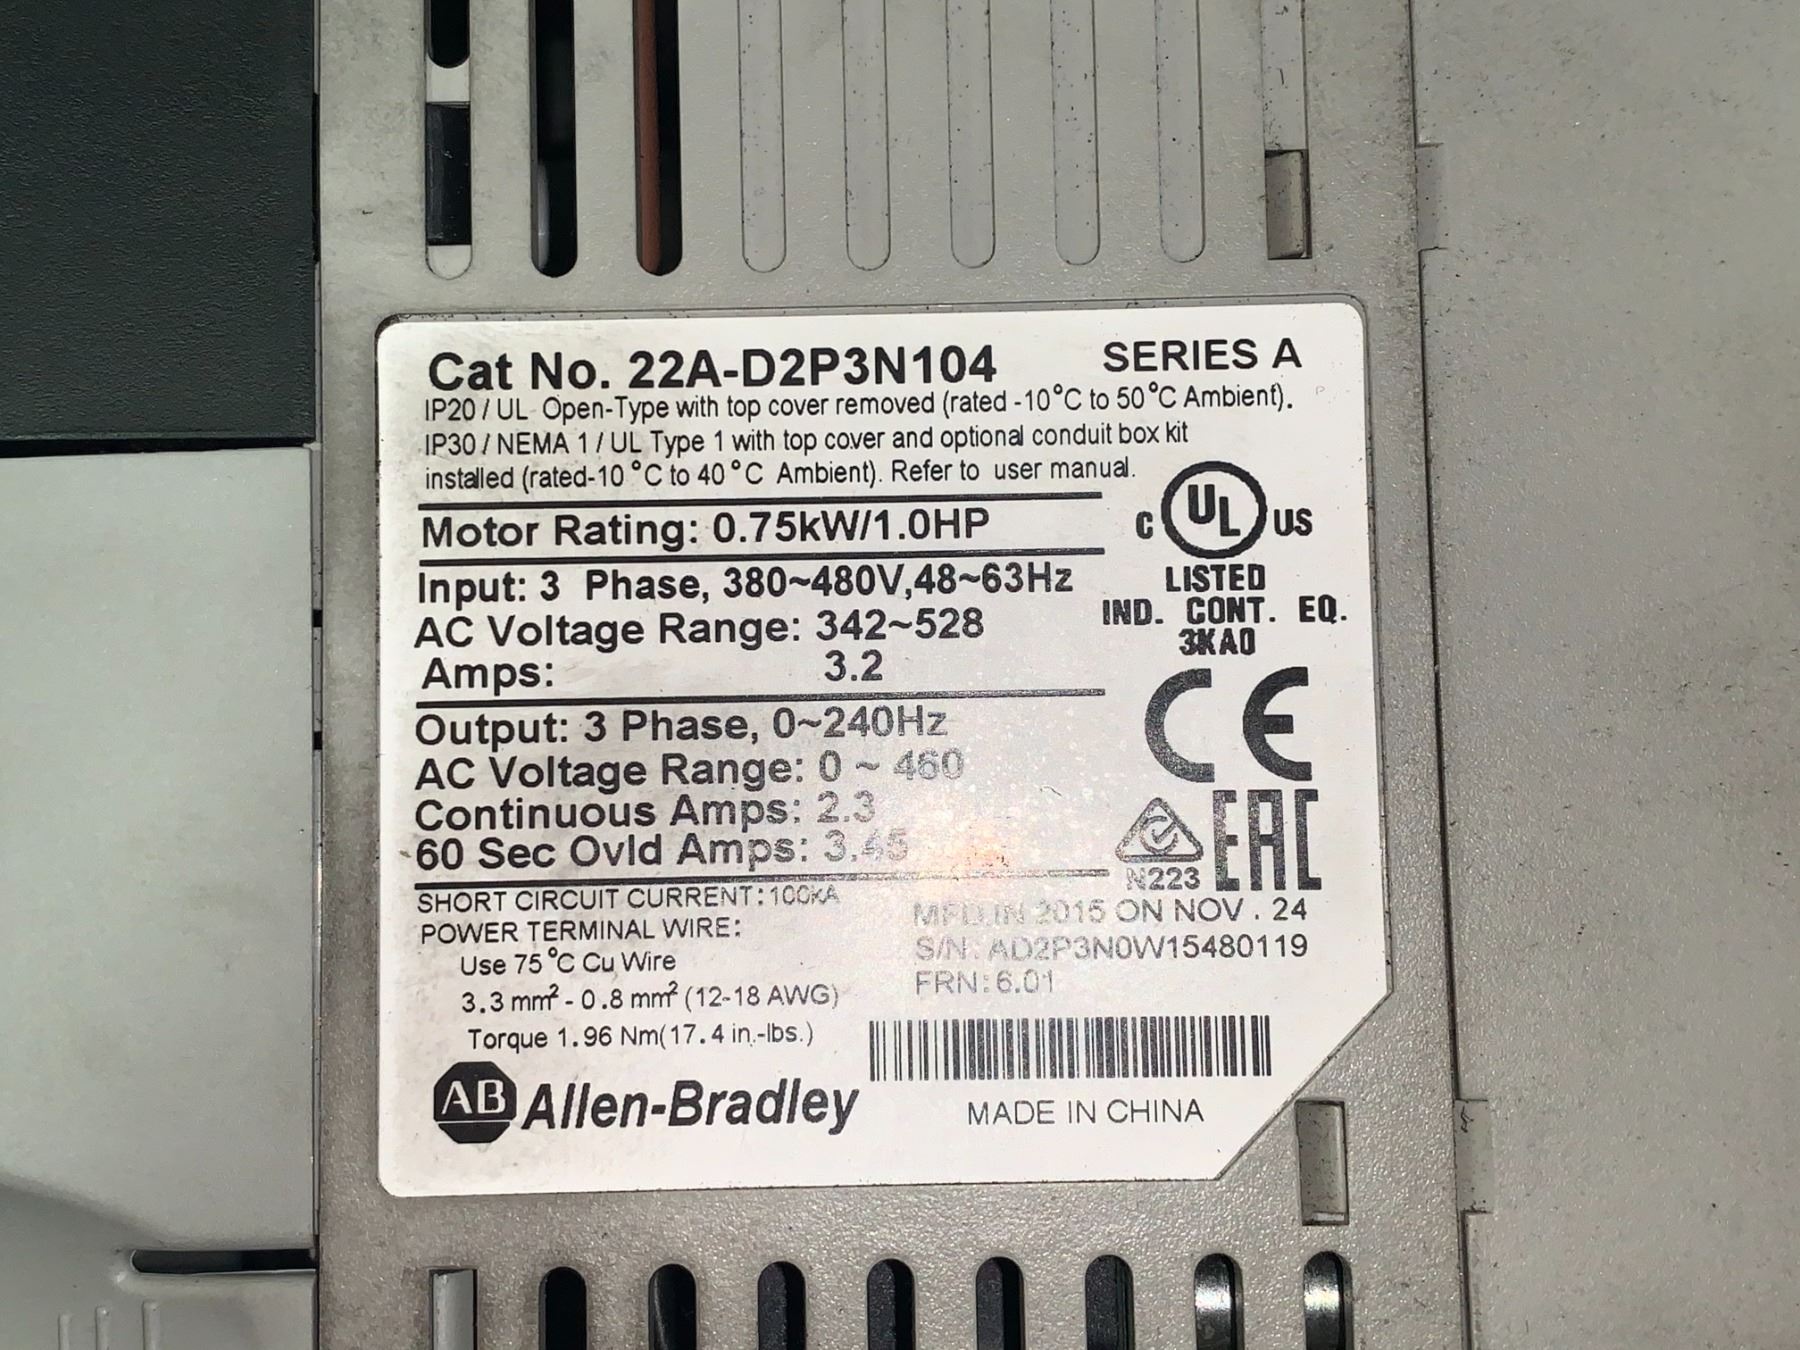 Cat No. 22A-D2P3N104 SERIES A
IP20 / UL Open-Type with top cover removed (rated -10°C to 50°C Ambient).
IP30 / NEMA 1 / UL Type 1 with top cover and optional conduit box kit
installed (rated-10 °C to 40 °C Ambient). Refer to user manual.
Motor Rating: 0.75kW/1.0HP
C UL US
LISTED
IND. CONT. EQ.
3KA0
Input: 3 Phase, 380~480V,48~63Hz
AC Voltage Range: 342~528
Amps: 3.2
Output: 3 Phase, 0~240Hz
AC Voltage Range: 0 ~ 460
Continuous Amps: 2.3
60 Sec Ovld Amps: 3.45
CE
N223
EAC
SHORT CIRCUIT CURRENT:100kA
POWER TERMINAL WIRE:
Use 75°C Cu Wire
3.3 mm² - 0.8 mm² (12-18 AWG)
Torque 1.96 Nm(17.4 in.-lbs.)
MFD.IN 2015 ON NOV . 24
S/N: AD2P3N0W15480119
FRN:6.01
AB Allen-Bradley
MADE IN CHINA